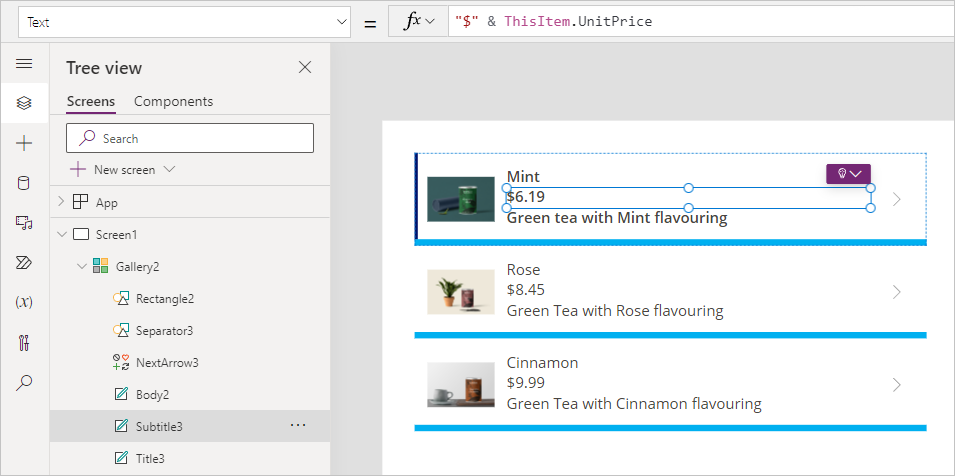 Text
=
fx
"$" & ThisItem.UnitPrice
Tree view
Screens Components
Search
New screen
App
Screen1
Gallery2
Rectangle2
Separator3
NextArrow3
Body2
Subtitle3
...
Title3
(x)
Mint
$6.19
Green tea with Mint flavouring
Rose
$8.45
Green Tea with Rose flavouring
Cinnamon
$9.99
Green Tea with Cinnamon flavouring